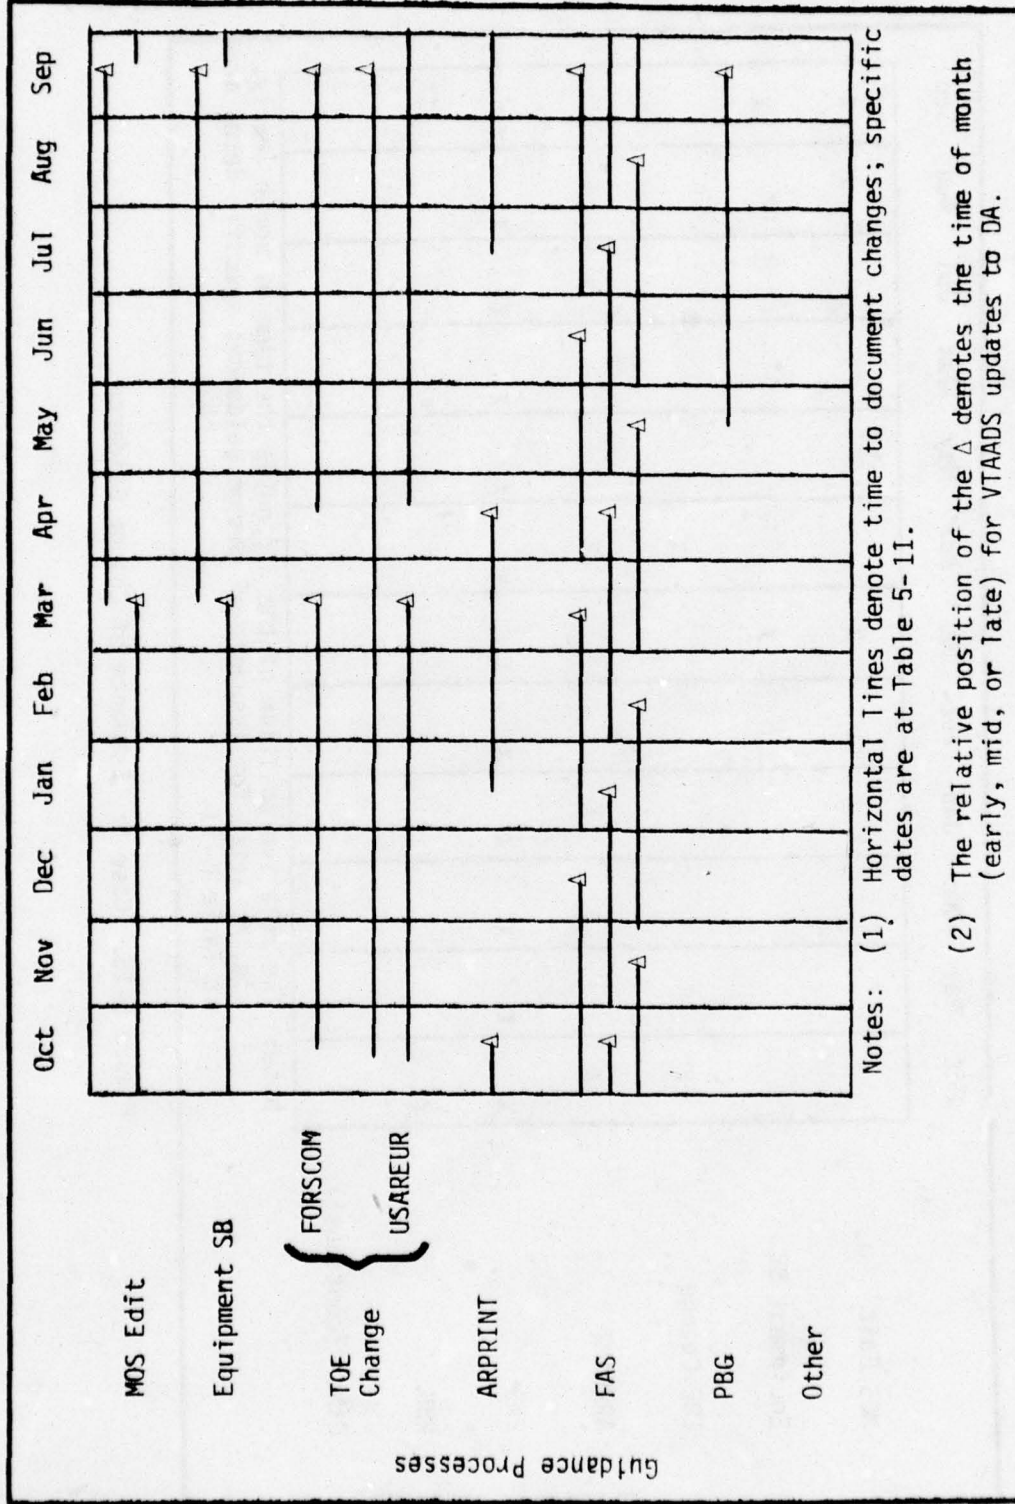 Oct Nov Dec Jan Feb Mar Apr May Jun Jul Aug Sep
Guidance Processes
MOS Edit
Equipment SB
TOE
Change
FORSCOM
USAREUR
ARPRINT
FAS
PBG
Other
Notes: (1) Horizontal lines denote time to document changes; specific
dates are at Table 5-11.
(2) The relative position of the Δ denotes the time of month
(early, mid, or late) for VTAADS updates to DA.